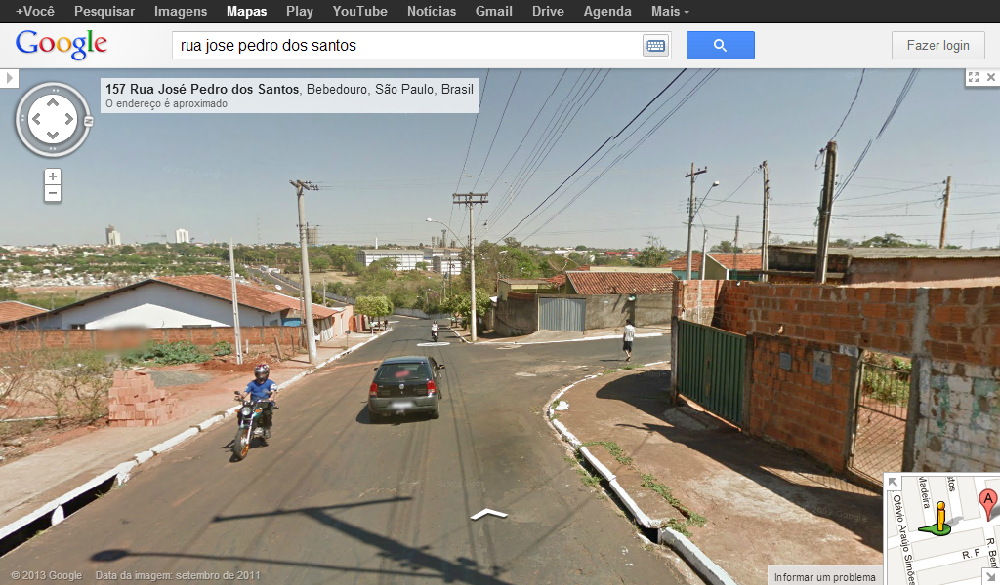 +Você Pesquisar Imagens Mapas Play YouTube Notícias Gmail Drive Agenda Mais
Google rua jose pedro dos santos Fazer login
157 Rua José Pedro dos Santos, Bebedouro, São Paulo, Brasil
O endereço é aproximado
Madeira
Otávio Araújo Simões
A
R. F
R. Ben
© 2013 Google Data da imagem: setembro de 2011
Informar um problema